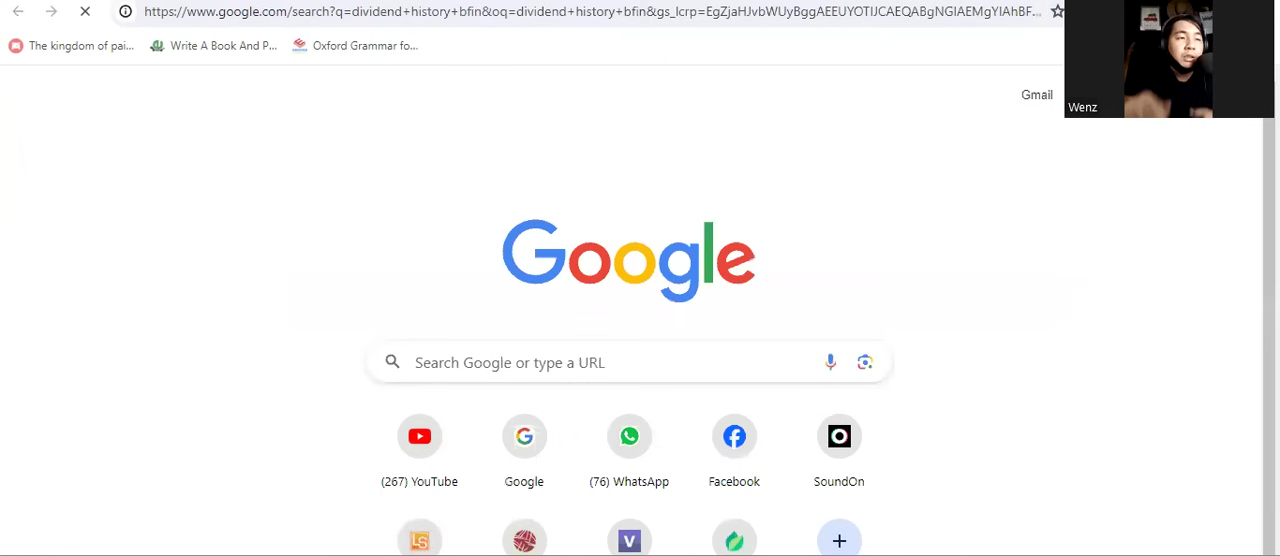 https://www.google.com/search?q=dividend+history+bfin&oq=dividend+history+bfin&gs_lcrp=EgZjaHJvbWUyBggAEEUYOTIJCAEQABgNGIAEMgYIAhBF...
The kingdom of pai...
Write A Book And P...
Oxford Grammar fo...
Gmail
Wenz
Google
Search Google or type a URL
(267) YouTube
Google
(76) WhatsApp
Facebook
SoundOn
LS
V